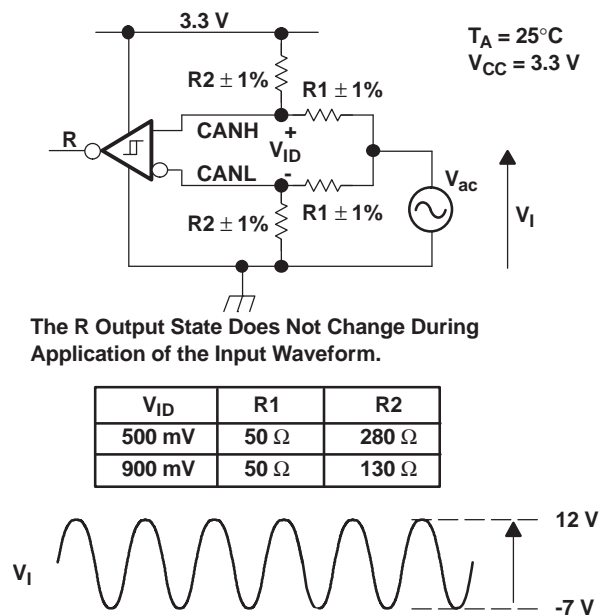 3.3 V
T_A = 25°C
V_CC = 3.3 V
R2 ± 1%
R1 ± 1%
R
CANH
+
V_ID
CANL
-
V_ac
V_I
R2 ± 1%
R1 ± 1%
The R Output State Does Not Change During
Application of the Input Waveform.
V_ID R1 R2
500 mV 50 Ω 280 Ω
900 mV 50 Ω 130 Ω
12 V
V_I
-7 V